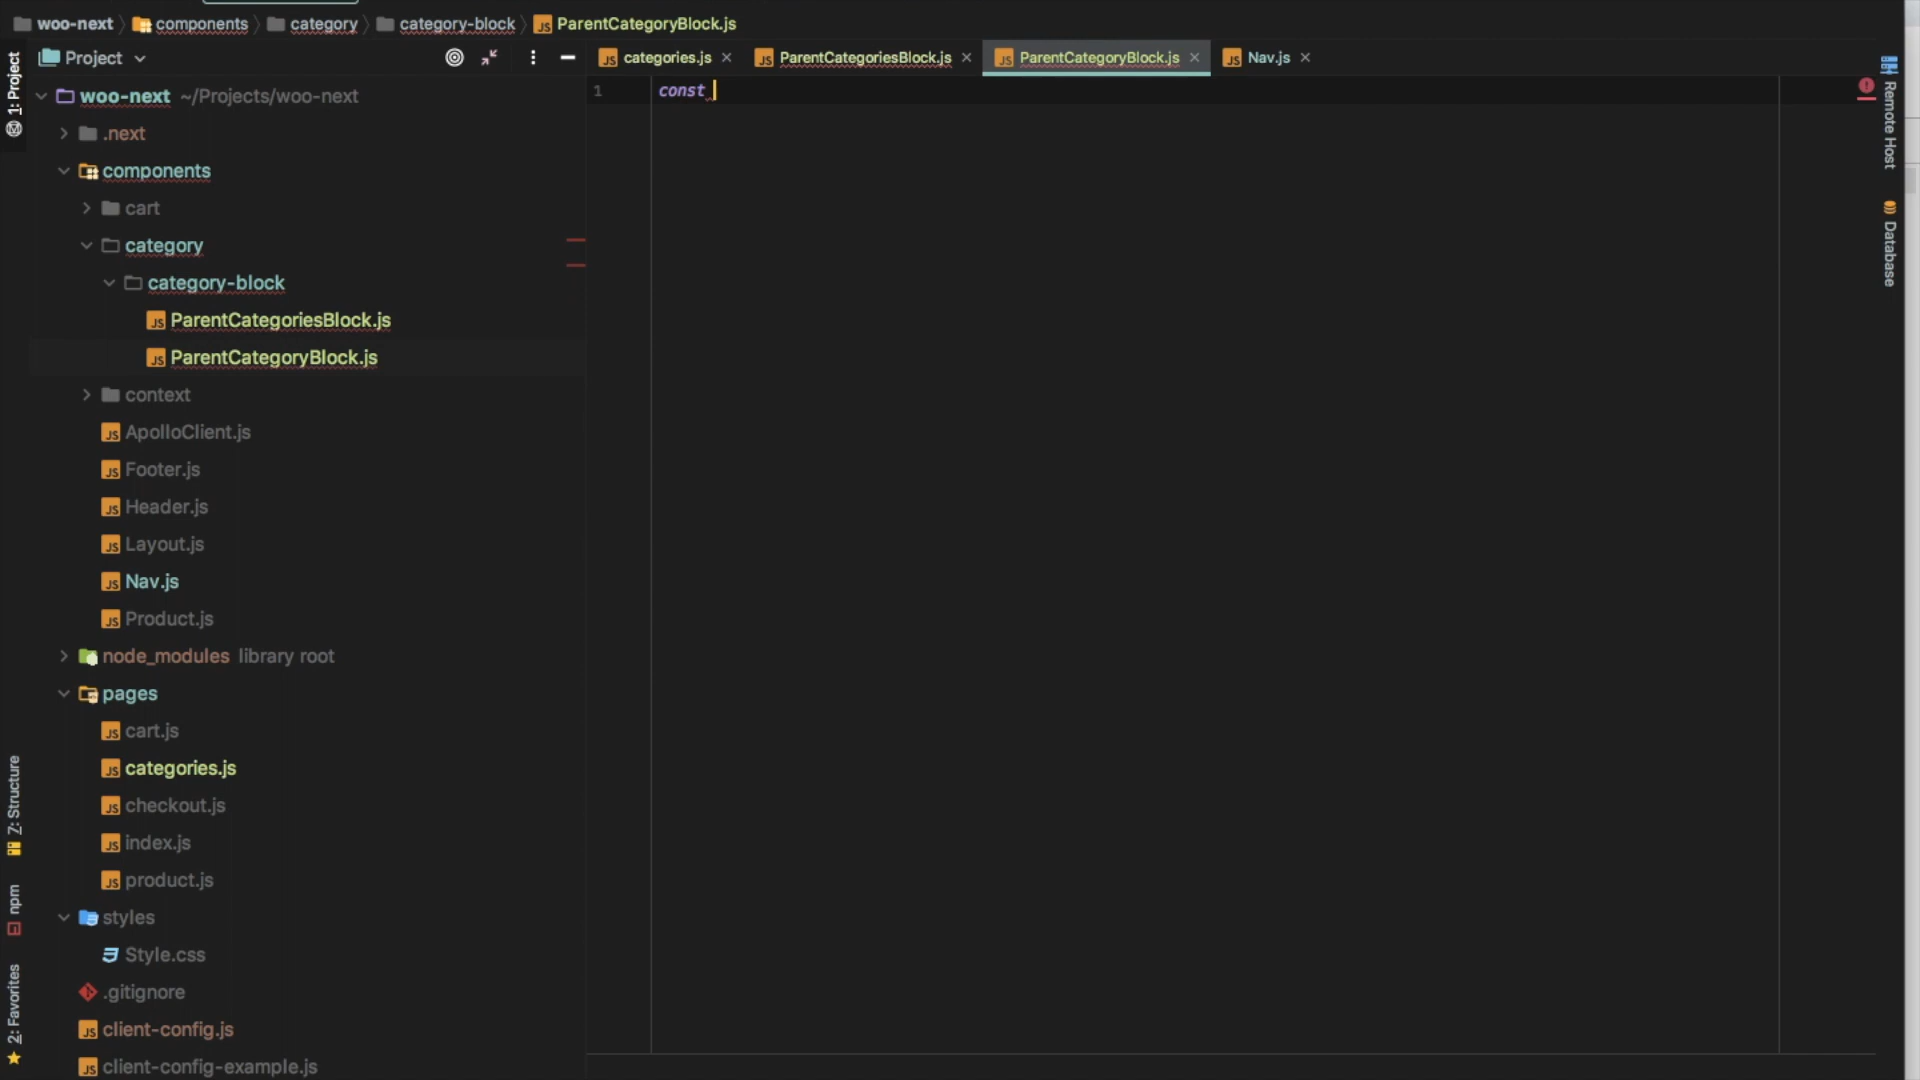 woo-next components category category-block ParentCategoryBlock.js
Project
categories.js ParentCategoriesBlock.js ParentCategoryBlock.js Nav.js
1: Project
woo-next ~/Projects/woo-next
.next
components
cart
category
category-block
ParentCategoriesBlock.js
ParentCategoryBlock.js
context
ApolloClient.js
Footer.js
Header.js
Layout.js
Nav.js
Product.js
node_modules library root
pages
cart.js
categories.js
checkout.js
index.js
product.js
styles
Style.css
.gitignore
client-config.js
client-config-example.js
Z: Structure
npm
2: Favorites
1 const
Remote Host
Database